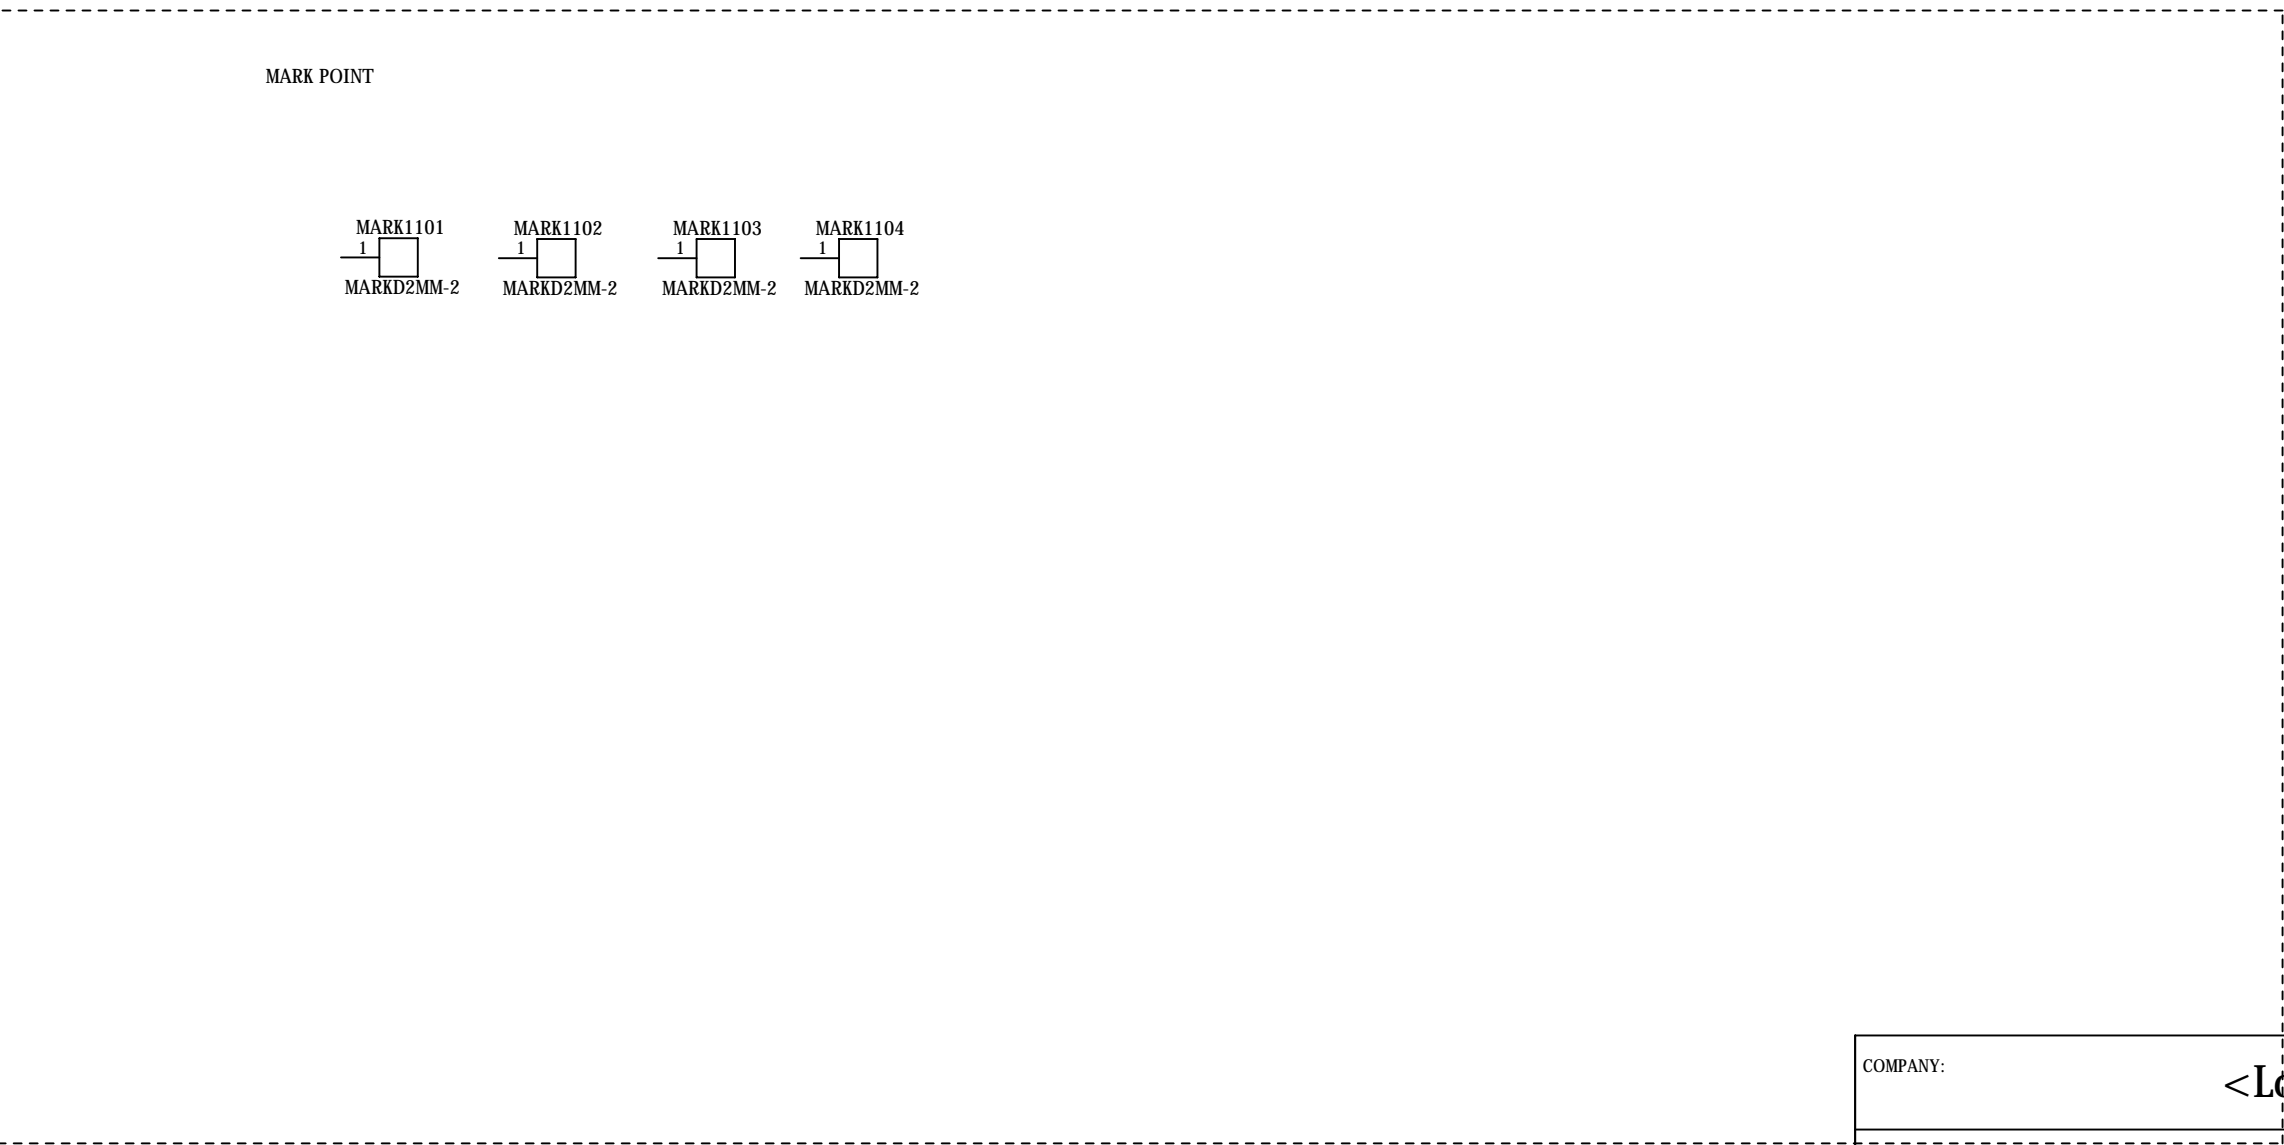 MARK POINT
MARK1101 MARK1102 MARK1103 MARK1104
1 1 1 1
MARKD2MM-2 MARKD2MM-2 MARKD2MM-2 MARKD2MM-2
COMPANY: